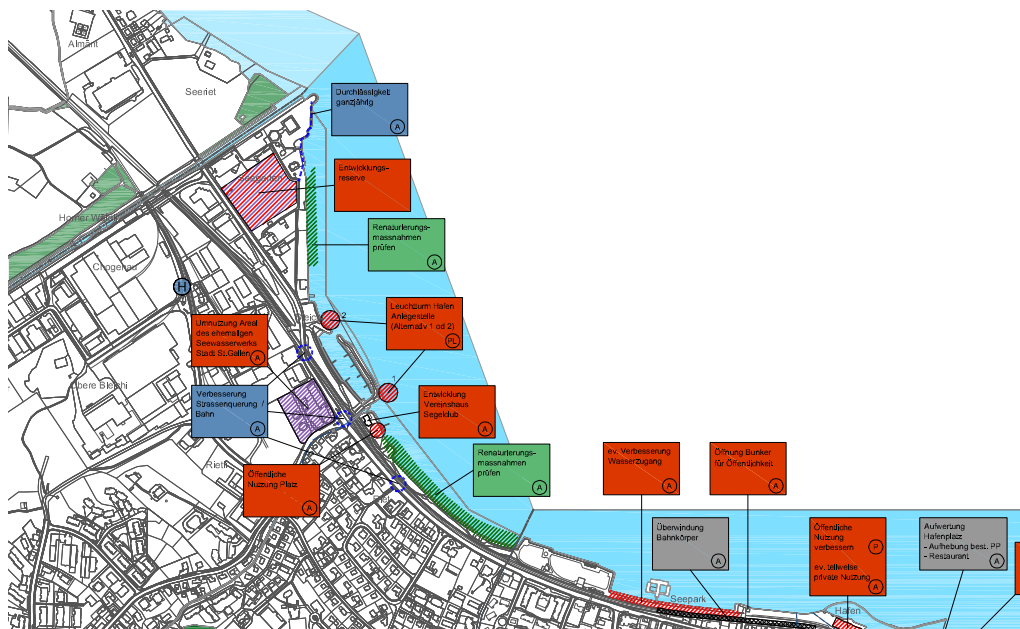 Almänt
Seeriet
Durchlässigkeit
ganzjährig
A
Entwicklungs-
reserve
Horner Wäldli
Renaturierungs-
massnahmen
prüfen
A
Chogenau
H
Leuchtturm Hafen
Anlegestelle
(Alternativ 1 od 2)
PL
2
Umnutzung Areal
des ehemaligen
Seewasserwerks
Stadt St.Gallen
A
1
Obere Bleichi
Verbesserung
Strassenquerung /
Bahn
A
Entwicklung
Vereinshaus
Segelclub
A
Rietli
Öffentliche
Nutzung Platz
A
Renaturierungs-
massnahmen
prüfen
A
ev. Verbesserung
Wasserzugang
A
Öffnung Bunker
für Öffentlichkeit
A
Überwindung
Bahnkörper
A
Öffentliche
Nutzung
verbessern
P
ev. teilweise
private Nutzung
A
Aufwertung
Hafenplatz
- Aufhebung best. PP
- Restaurant
A
Seepark
Hafen